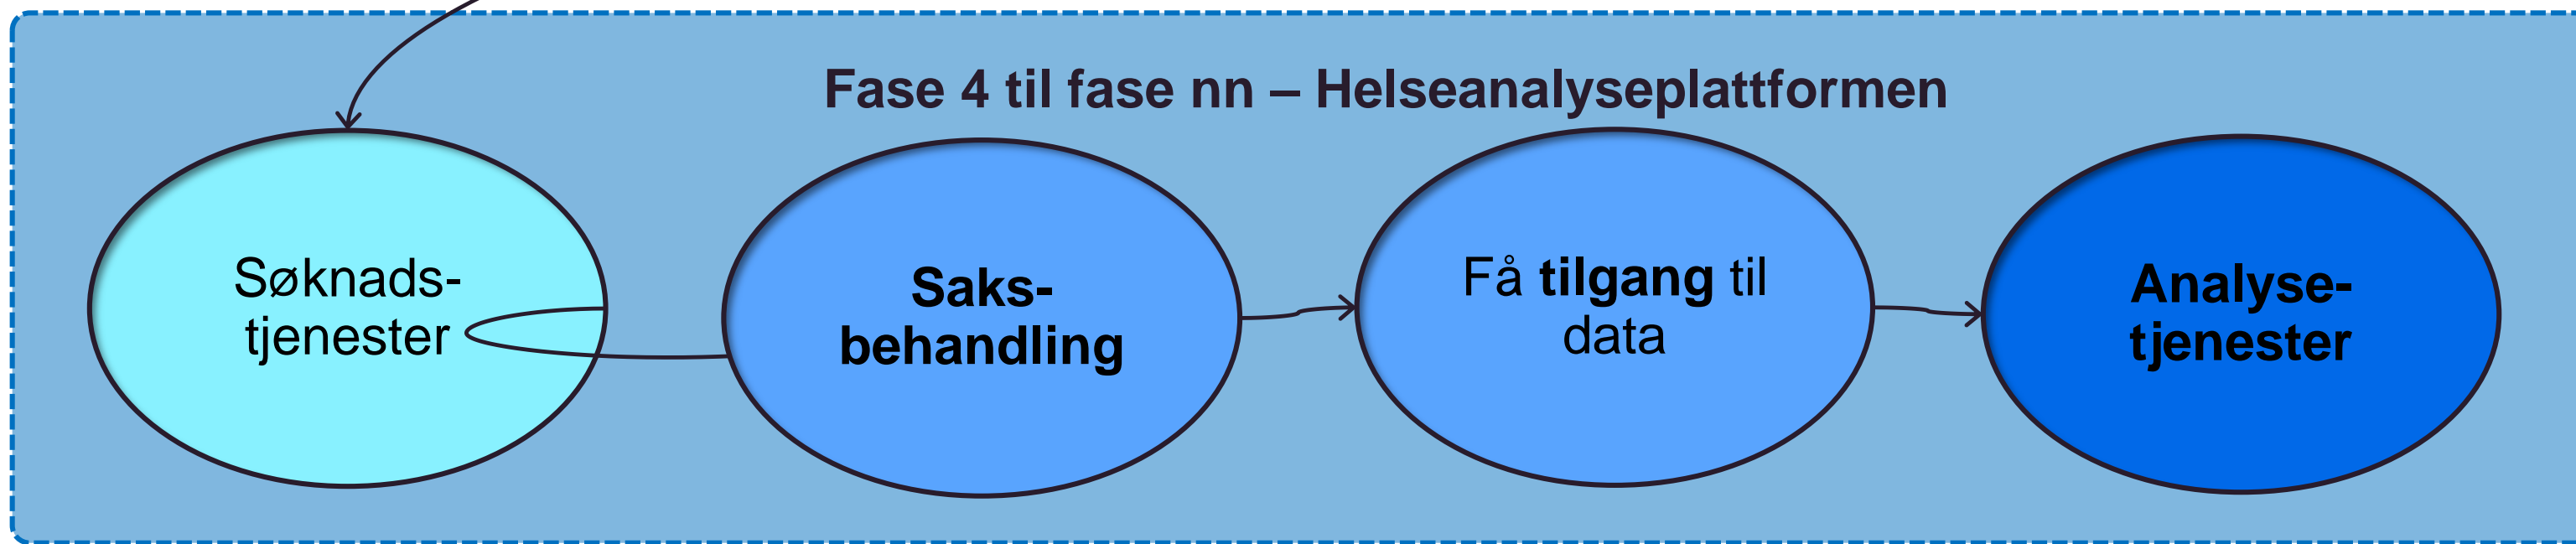 Fase 4 til fase nn – Helseanalyseplattformen
Søknads-
tjenester
Saks-
behandling
Få tilgang til
data
Analyse-
tjenester